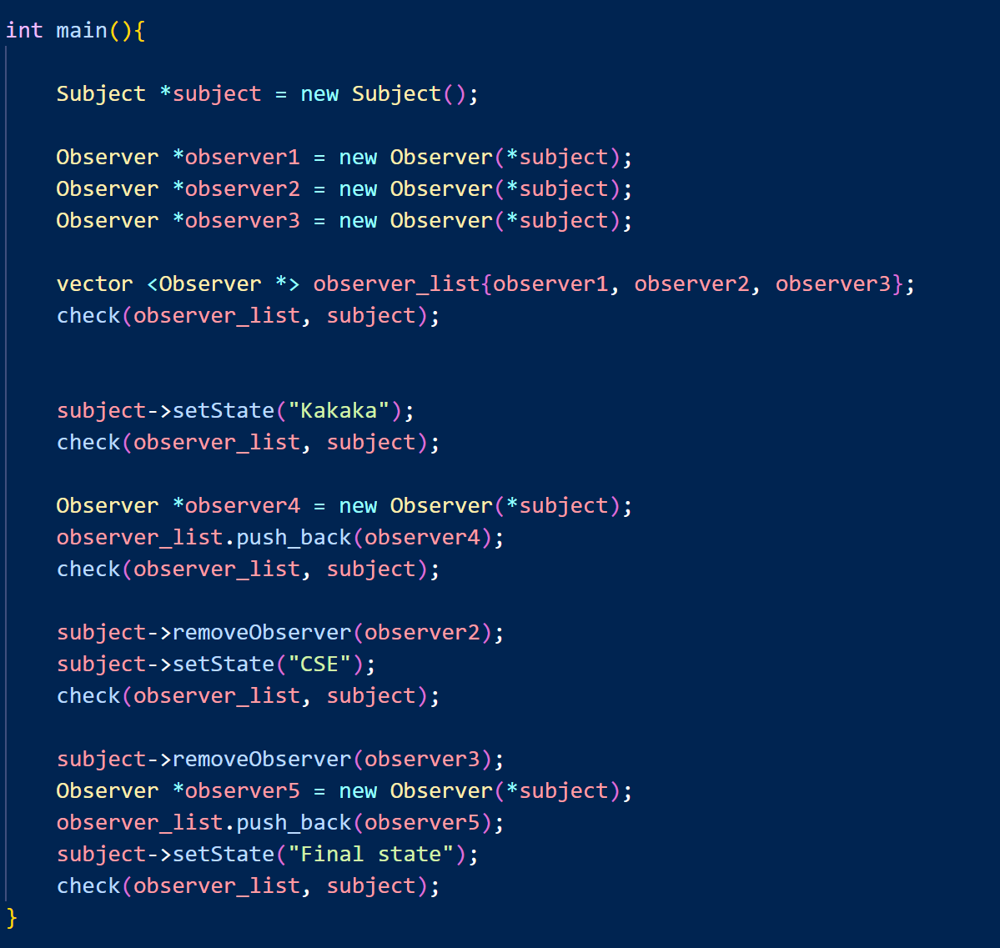 int main(){
Subject *subject = new Subject();
Observer *observer1 = new Observer(*subject);
Observer *observer2 = new Observer(*subject);
Observer *observer3 = new Observer(*subject);
vector <Observer *> observer_list{observer1, observer2, observer3};
check(observer_list, subject);
subject->setState("Kakaka");
check(observer_list, subject);
Observer *observer4 = new Observer(*subject);
observer_list.push_back(observer4);
check(observer_list, subject);
subject->removeObserver(observer2);
subject->setState("CSE");
check(observer_list, subject);
subject->removeObserver(observer3);
Observer *observer5 = new Observer(*subject);
observer_list.push_back(observer5);
subject->setState("Final state");
check(observer_list, subject);
}